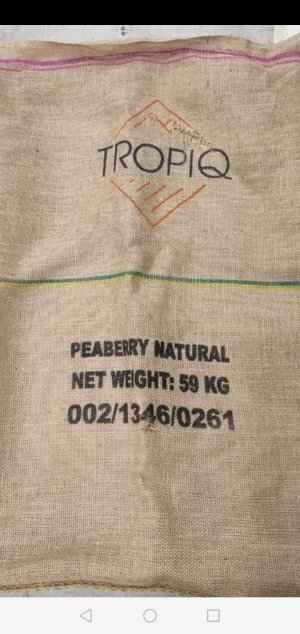 TROPIQ
PEABERRY NATURAL
NET WEIGHT: 59 KG
002/1346/0261